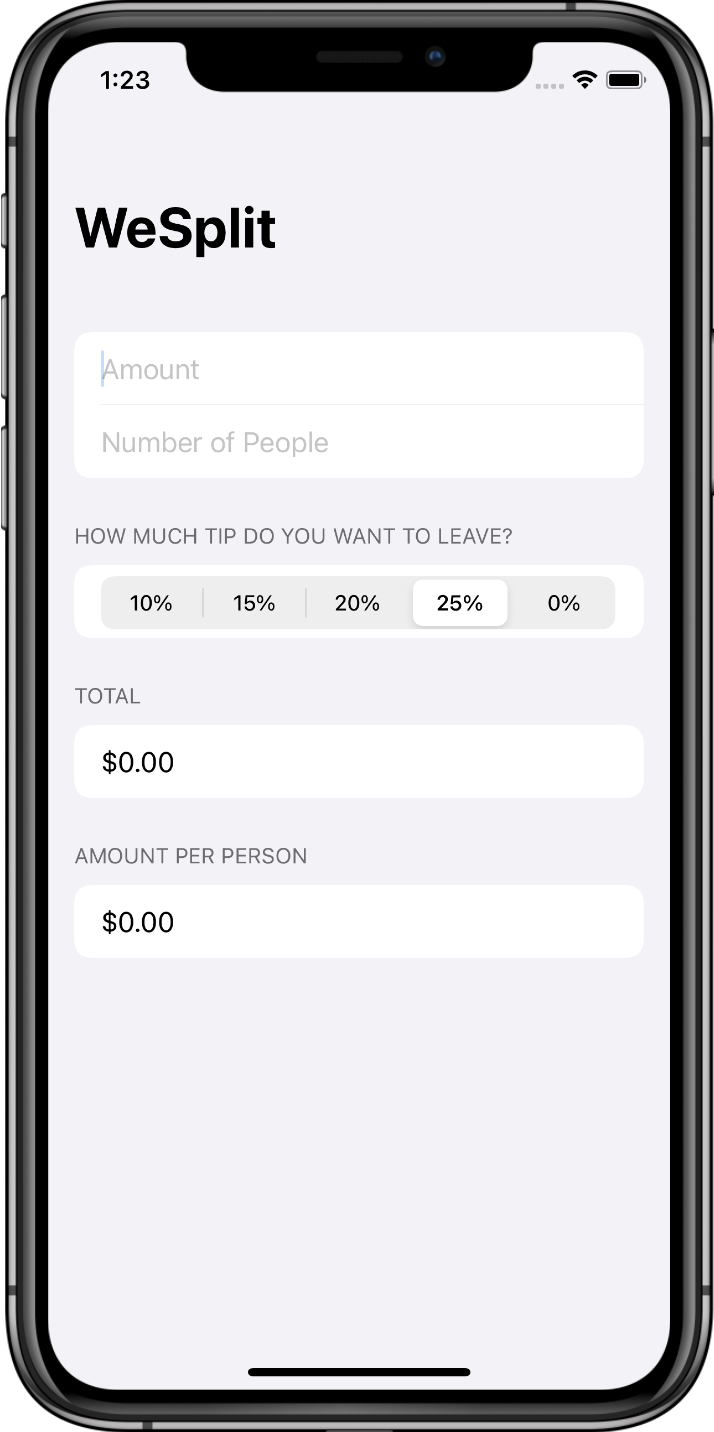 1:23
WeSplit
Amount
Number of People
HOW MUCH TIP DO YOU WANT TO LEAVE?
10% 15% 20% 25% 0%
TOTAL
$0.00
AMOUNT PER PERSON
$0.00